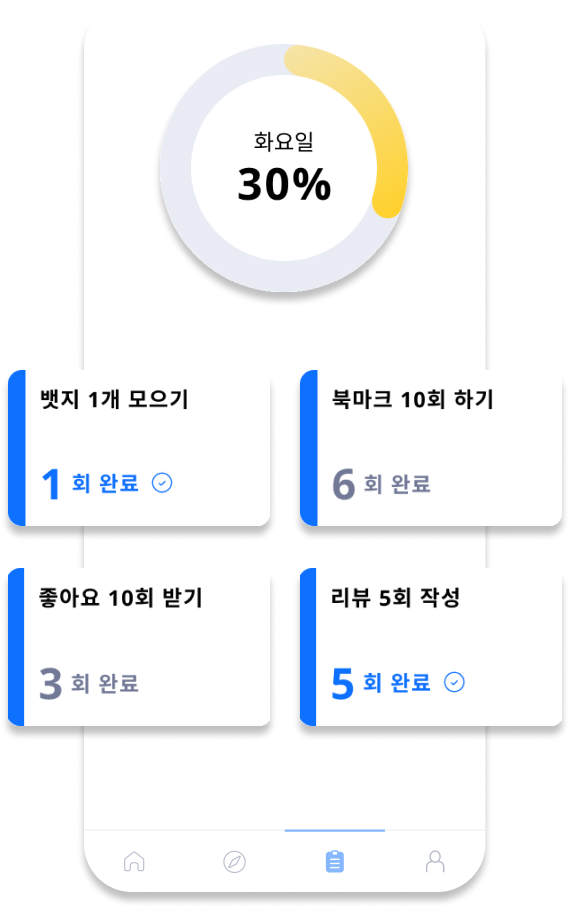 화요일
30%
뱃지 1개 모으기
1 회 완료
북마크 10회 하기
6 회 완료
좋아요 10회 받기
3 회 완료
리뷰 5회 작성
5 회 완료